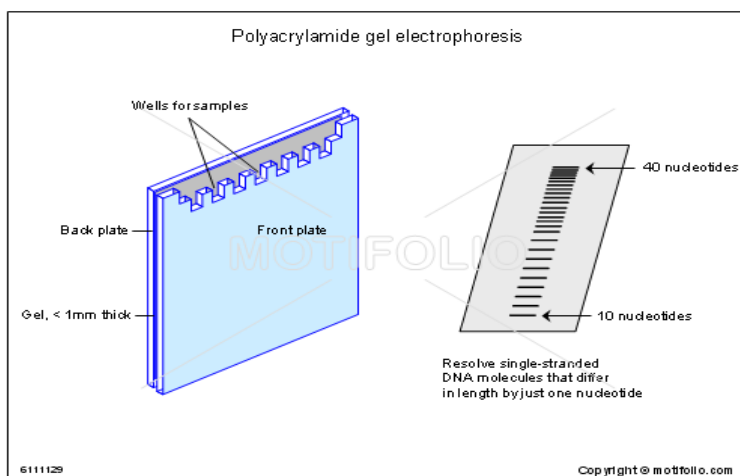 Polyacrylamide gel electrophoresis
Wells for samples
Back plate
Front plate
Gel, < 1mm thick
MOTIFOLIO
40 nucleotides
10 nucleotides
Resolve single-stranded
DNA molecules that differ
in length by just one nucleotide
6111129
Copyright @ motifolio.com